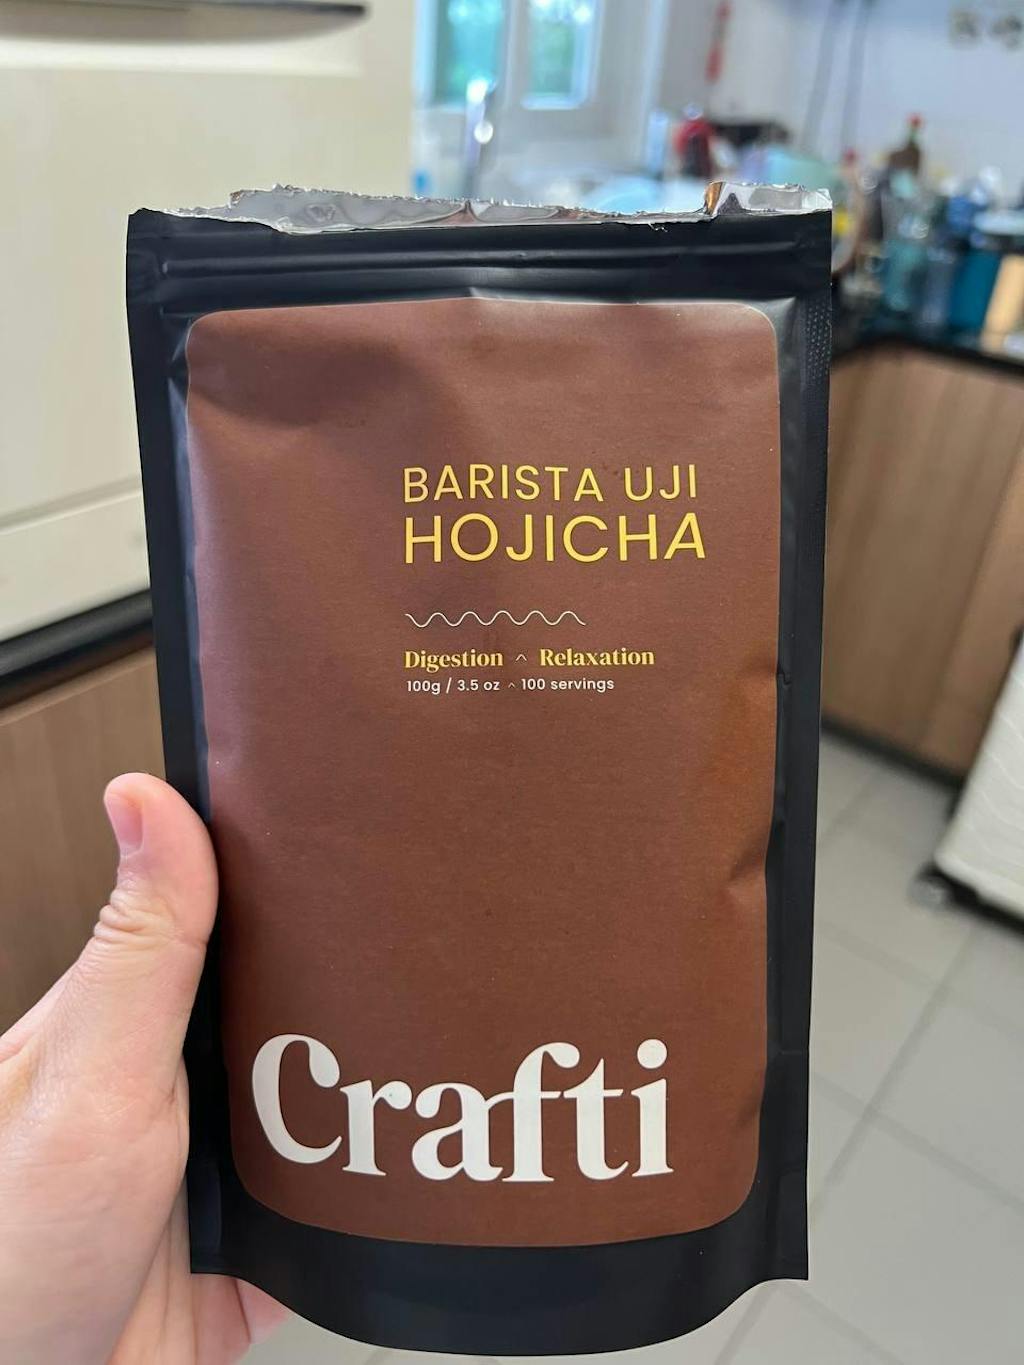 BARISTA UJI
HOJICHA
Digestion ^ Relaxation
100g / 3.5 oz ^ 100 servings
Crafti